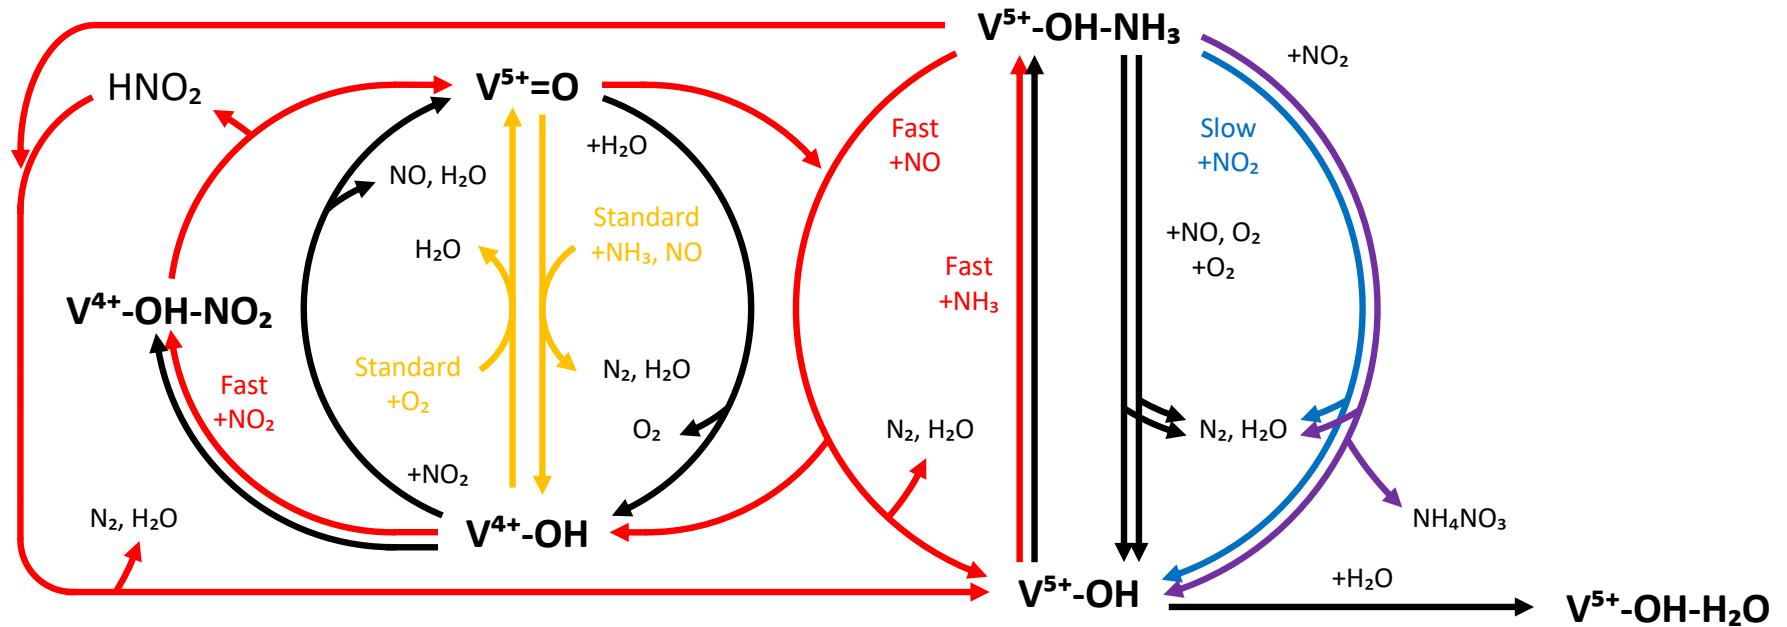 V⁵⁺-OH-NH₃
+NO₂
HNO₂
V⁵⁺=O
+H₂O
Fast
+NO
Slow
+NO₂
NO, H₂O
Standard
+NH₃, NO
H₂O
+NO, O₂
+O₂
Fast
+NH₃
V⁴⁺-OH-NO₂
Standard
+O₂
N₂, H₂O
Fast
+NO₂
O₂
N₂, H₂O
N₂, H₂O
+NO₂
N₂, H₂O
V⁴⁺-OH
NH₄NO₃
+H₂O
V⁵⁺-OH
V⁵⁺-OH-H₂O